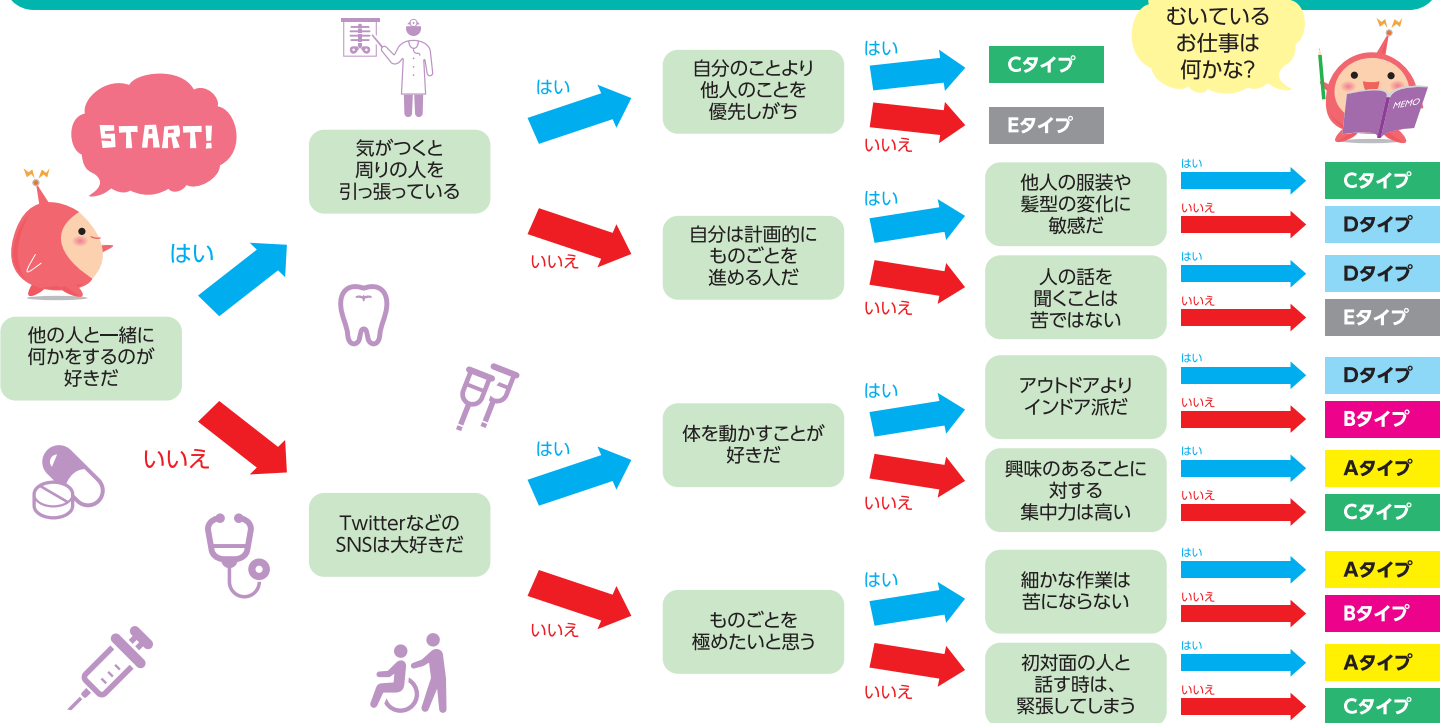 むいている
お仕事は
何かな?
MEMO
START!
他の人と一緒に
何かをするのが
好きだ
はい
いいえ
気がつくと
周りの人を
引っ張っている
はい
いいえ
TwitterなどのSNSは大好きだ
はい
いいえ
自分のことより
他人のことを
優先しがち
はい
いいえ
自分は計画的に
ものごとを
進める人だ
はい
いいえ
体を動かすことが
好きだ
はい
いいえ
ものごとを
極めたいと思う
はい
いいえ
Cタイプ
Eタイプ
他人の服装や
髪型の変化に
敏感だ
はい
Cタイプ
いいえ
Dタイプ
人の話を
聞くことは
苦ではない
はい
Dタイプ
いいえ
Eタイプ
アウトドアより
インドア派だ
はい
Dタイプ
いいえ
Bタイプ
興味のあることに
対する
集中力は高い
はい
Aタイプ
いいえ
Cタイプ
細かな作業は
苦にならない
はい
Aタイプ
いいえ
Bタイプ
初対面の人と
話す時は、
緊張してしまう
はい
Aタイプ
いいえ
Cタイプ